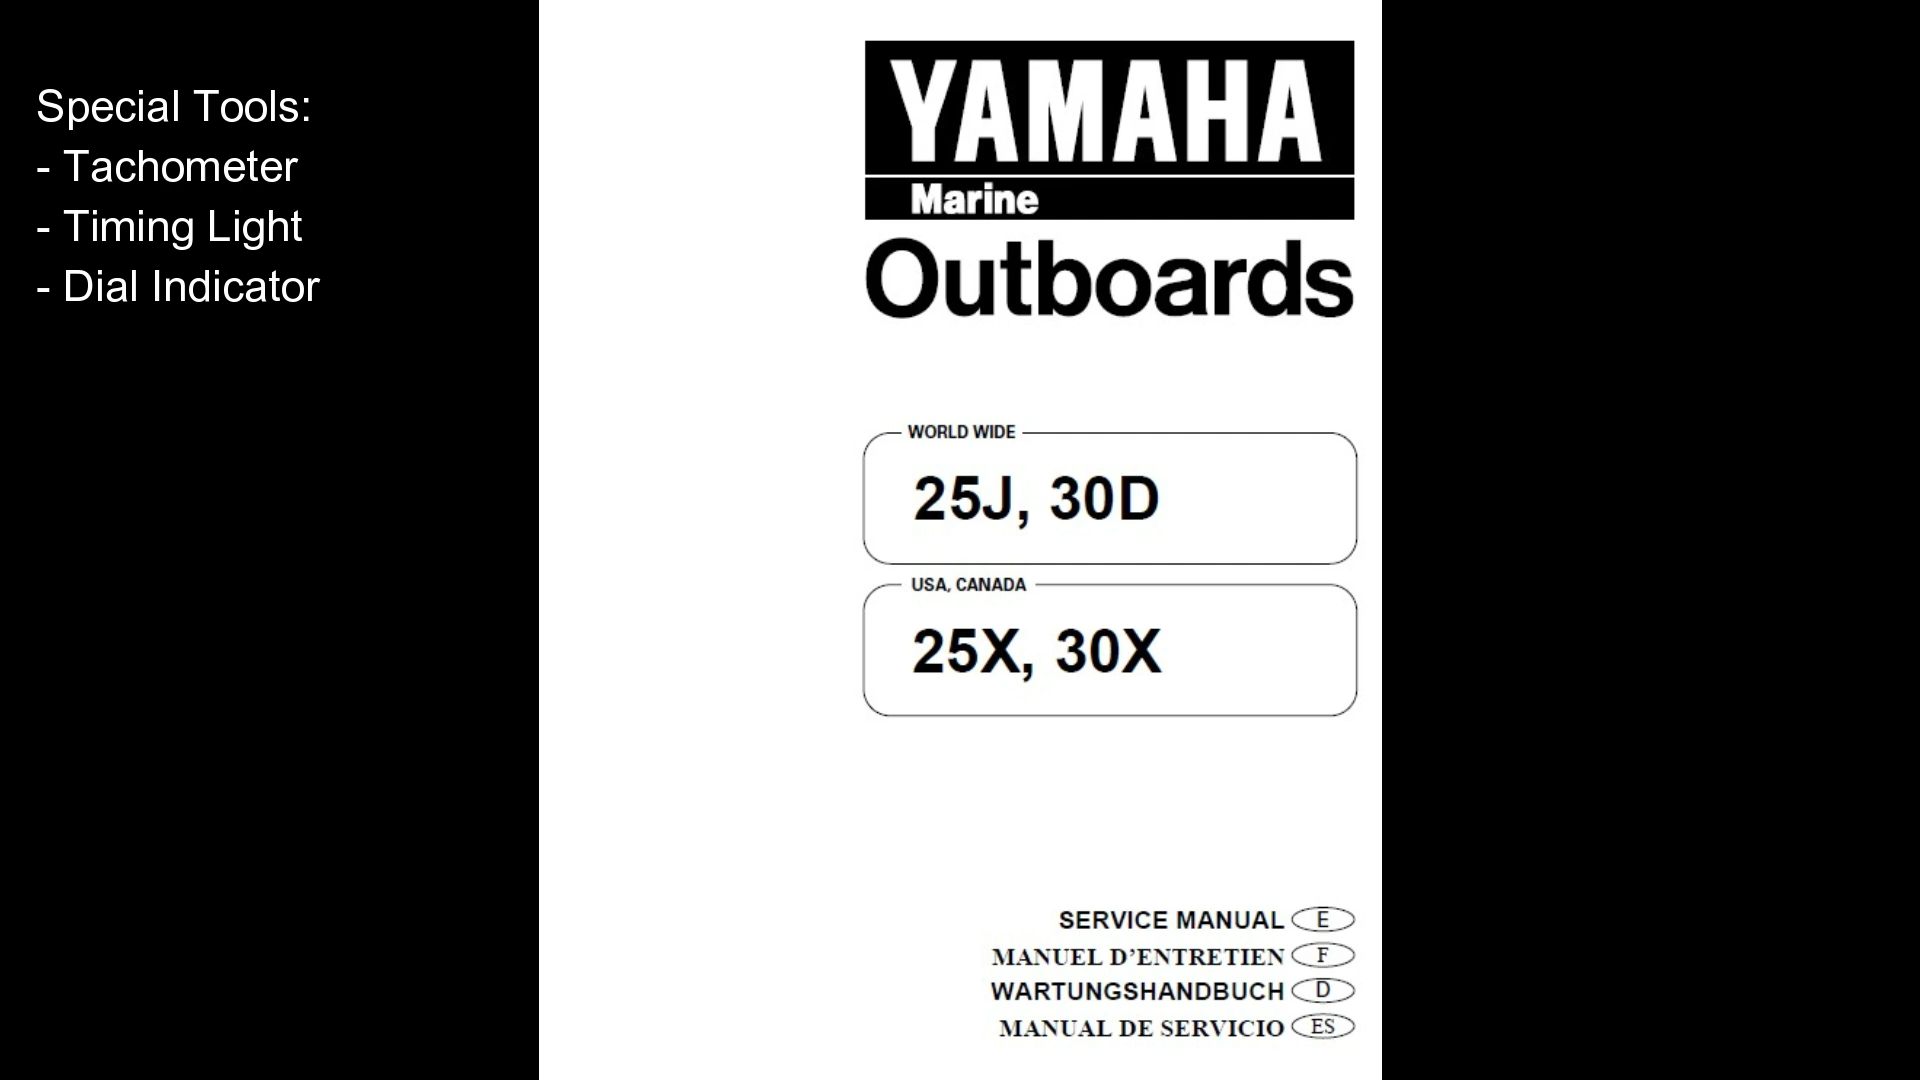 Special Tools:
- Tachometer
- Timing Light
- Dial Indicator
YAMAHA
Marine
Outboards
WORLD WIDE
25J, 30D
USA, CANADA
25X, 30X
SERVICE MANUAL E
MANUEL D’ENTRETIEN F
WARTUNGSHANDBUCH D
MANUAL DE SERVICIO ES